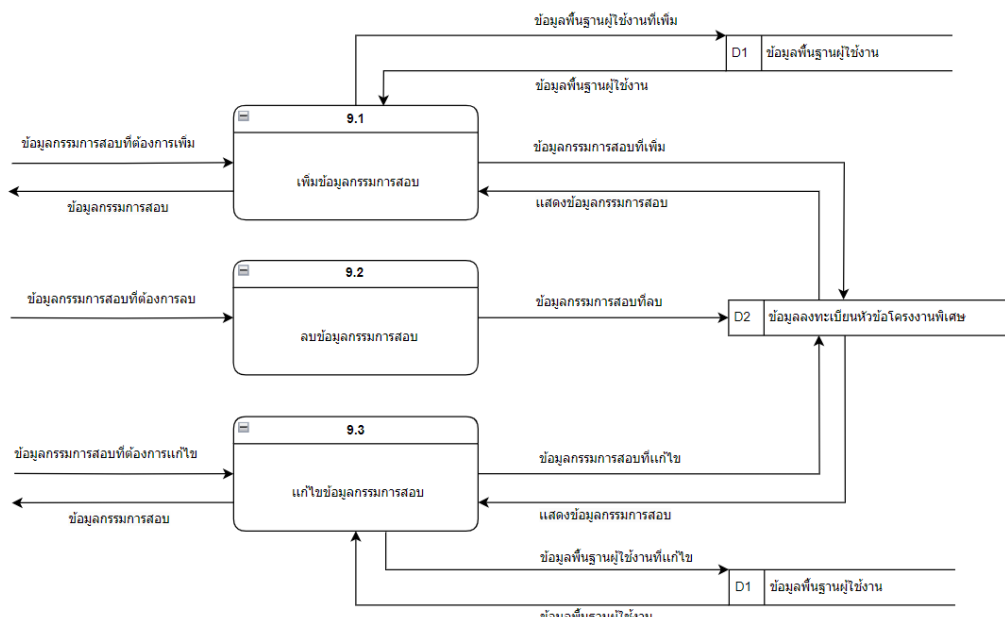 ข้อมูลพื้นฐานผู้ใช้งานที่เพิ่ม
D1 ข้อมูลพื้นฐานผู้ใช้งาน
ข้อมูลพื้นฐานผู้ใช้งาน
9.1
ข้อมูลกรรมการสอบที่ต้องการเพิ่ม
ข้อมูลกรรมการสอบที่เพิ่ม
เพิ่มข้อมูลกรรมการสอบ
ข้อมูลกรรมการสอบ
แสดงข้อมูลกรรมการสอบ
9.2
ข้อมูลกรรมการสอบที่ต้องการลบ
ข้อมูลกรรมการสอบที่ลบ
D2 ข้อมูลลงทะเบียนหัวข้อโครงงานพิเศษ
ลบข้อมูลกรรมการสอบ
9.3
ข้อมูลกรรมการสอบที่ต้องการแก้ไข
ข้อมูลกรรมการสอบที่แก้ไข
แก้ไขข้อมูลกรรมการสอบ
ข้อมูลกรรมการสอบ
แสดงข้อมูลกรรมการสอบ
ข้อมูลพื้นฐานผู้ใช้งานที่แก้ไข
D1 ข้อมูลพื้นฐานผู้ใช้งาน
ข้อมูลพื้นฐานผู้ใช้งาน